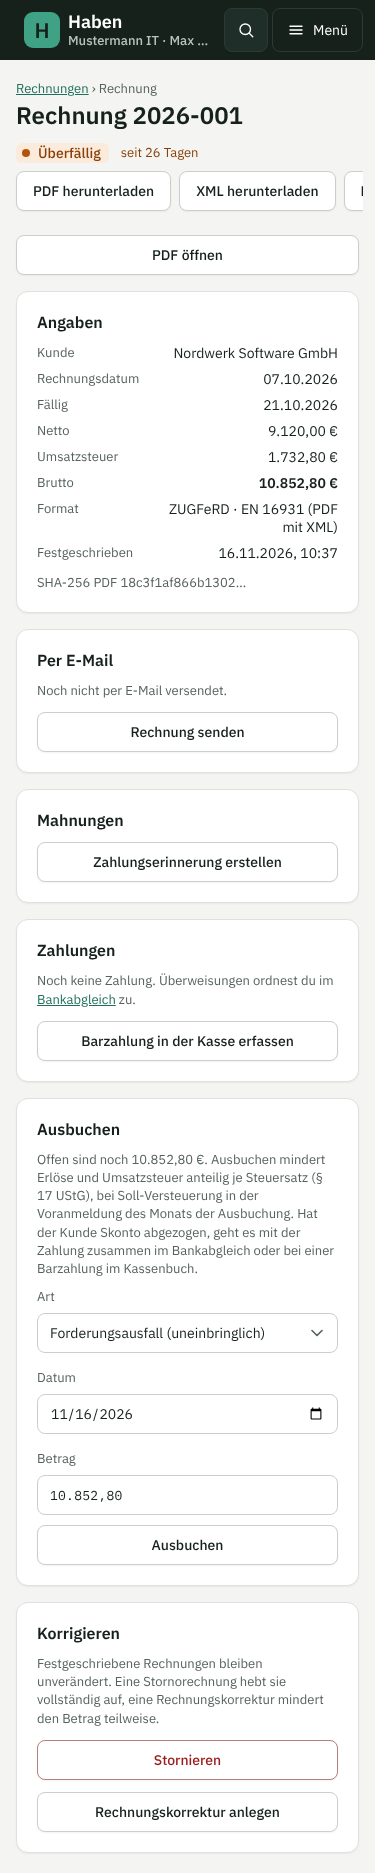 H
Haben
Mustermann IT · Max ...
Menü
Rechnungen › Rechnung
Rechnung 2026-001
Überfällig seit 26 Tagen
PDF herunterladen
XML herunterladen
PDF öffnen
Angaben
Kunde Nordwerk Software GmbH
Rechnungsdatum 07.10.2026
Fällig 21.10.2026
Netto 9.120,00 €
Umsatzsteuer 1.732,80 €
Brutto 10.852,80 €
Format ZUGFeRD · EN 16931 (PDF
mit XML)
Festgeschrieben 16.11.2026, 10:37
SHA-256 PDF 18c3f1af866b1302...
Per E-Mail
Noch nicht per E-Mail versendet.
Rechnung senden
Mahnungen
Zahlungserinnerung erstellen
Zahlungen
Noch keine Zahlung. Überweisungen ordnest du im
Bankabgleich zu.
Barzahlung in der Kasse erfassen
Ausbuchen
Offen sind noch 10.852,80 €. Ausbuchen mindert
Erlöse und Umsatzsteuer anteilig je Steuersatz (§
17 UStG), bei Soll-Versteuerung in der
Voranmeldung des Monats der Ausbuchung. Hat
der Kunde Skonto abgezogen, geht es mit der
Zahlung zusammen im Bankabgleich oder bei einer
Barzahlung im Kassenbuch.
Art
Forderungsausfall (uneinbringlich)
Datum
11/16/2026
Betrag
10.852,80
Ausbuchen
Korrigieren
Festgeschriebene Rechnungen bleiben
unverändert. Eine Stornorechnung hebt sie
vollständig auf, eine Rechnungskorrektur mindert
den Betrag teilweise.
Stornieren
Rechnungskorrektur anlegen